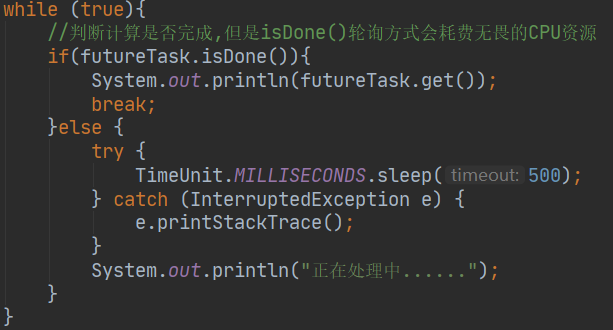 while (true){
    //判断计算是否完成,但是isDone()轮询方式会耗费无畏的CPU资源
    if(futureTask.isDone()){
        System.out.println(futureTask.get());
        break;
    }else {
        try {
            TimeUnit.MILLISECONDS.sleep( timeout: 500);
        } catch (InterruptedException e) {
            e.printStackTrace();
        }
        System.out.println("正在处理中......");
    }
}